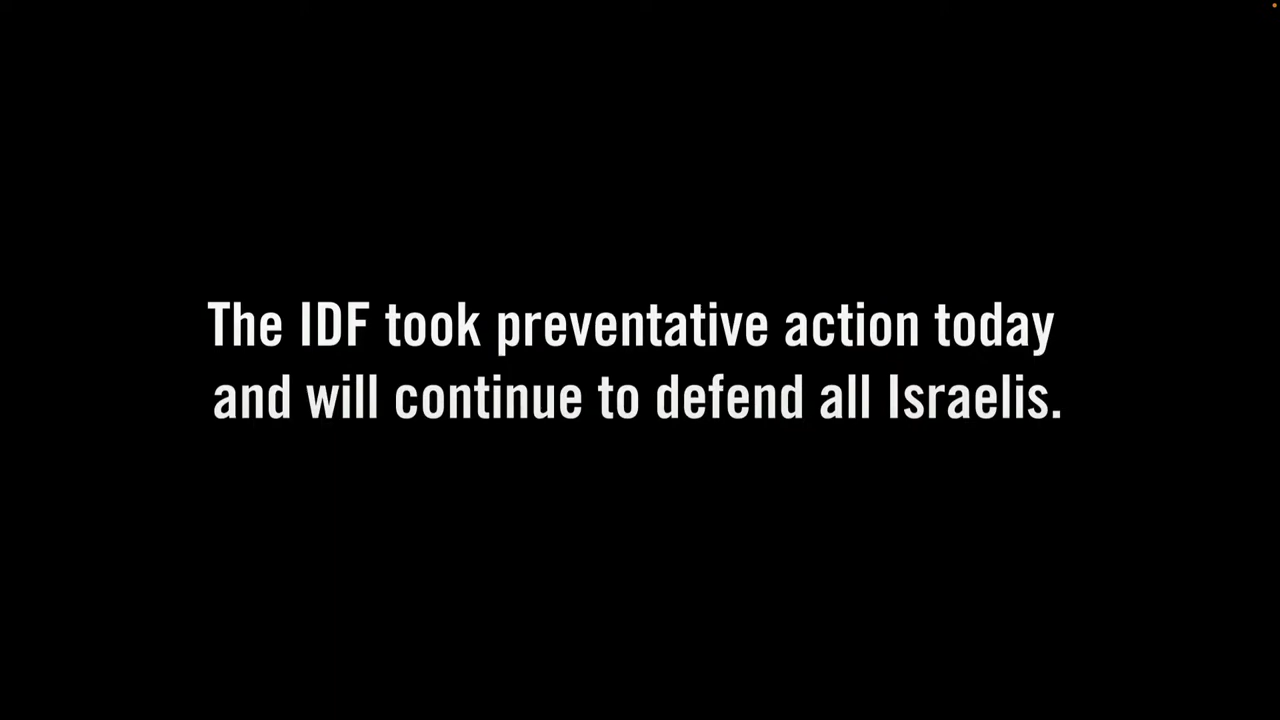 The IDF took preventative action today
and will continue to defend all Israelis.